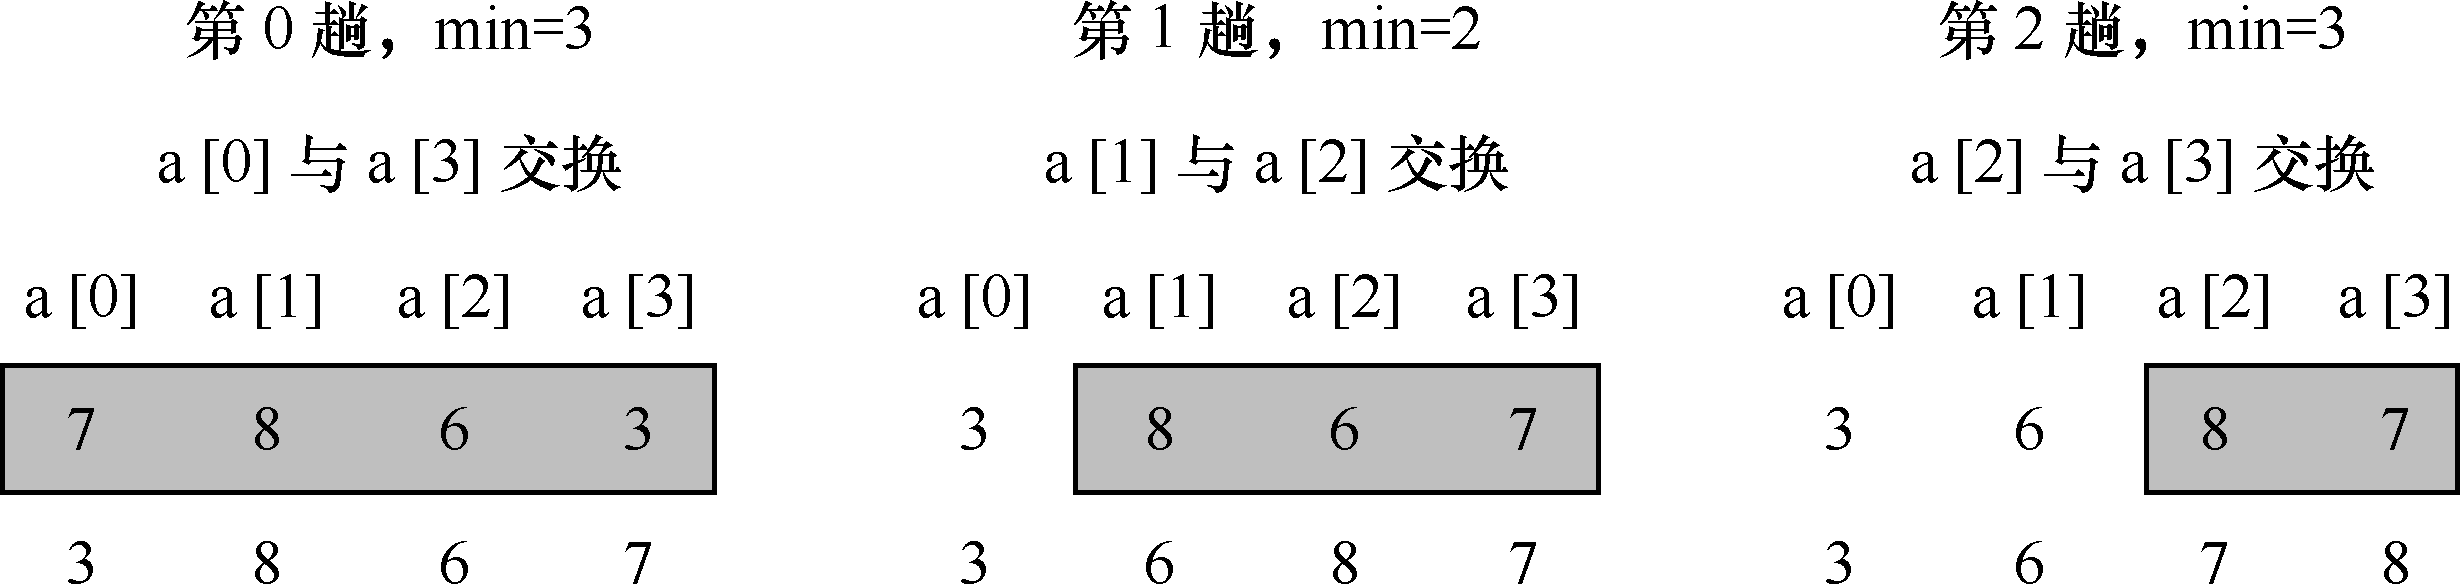 第 0 趟，min=3
a [0] 与 a [3] 交换
a [0] a [1] a [2] a [3]
7 8 6 3
3 8 6 7
第 1 趟，min=2
a [1] 与 a [2] 交换
a [0] a [1] a [2] a [3]
3 8 6 7
3 6 8 7
第 2 趟，min=3
a [2] 与 a [3] 交换
a [0] a [1] a [2] a [3]
3 6 8 7
3 6 7 8